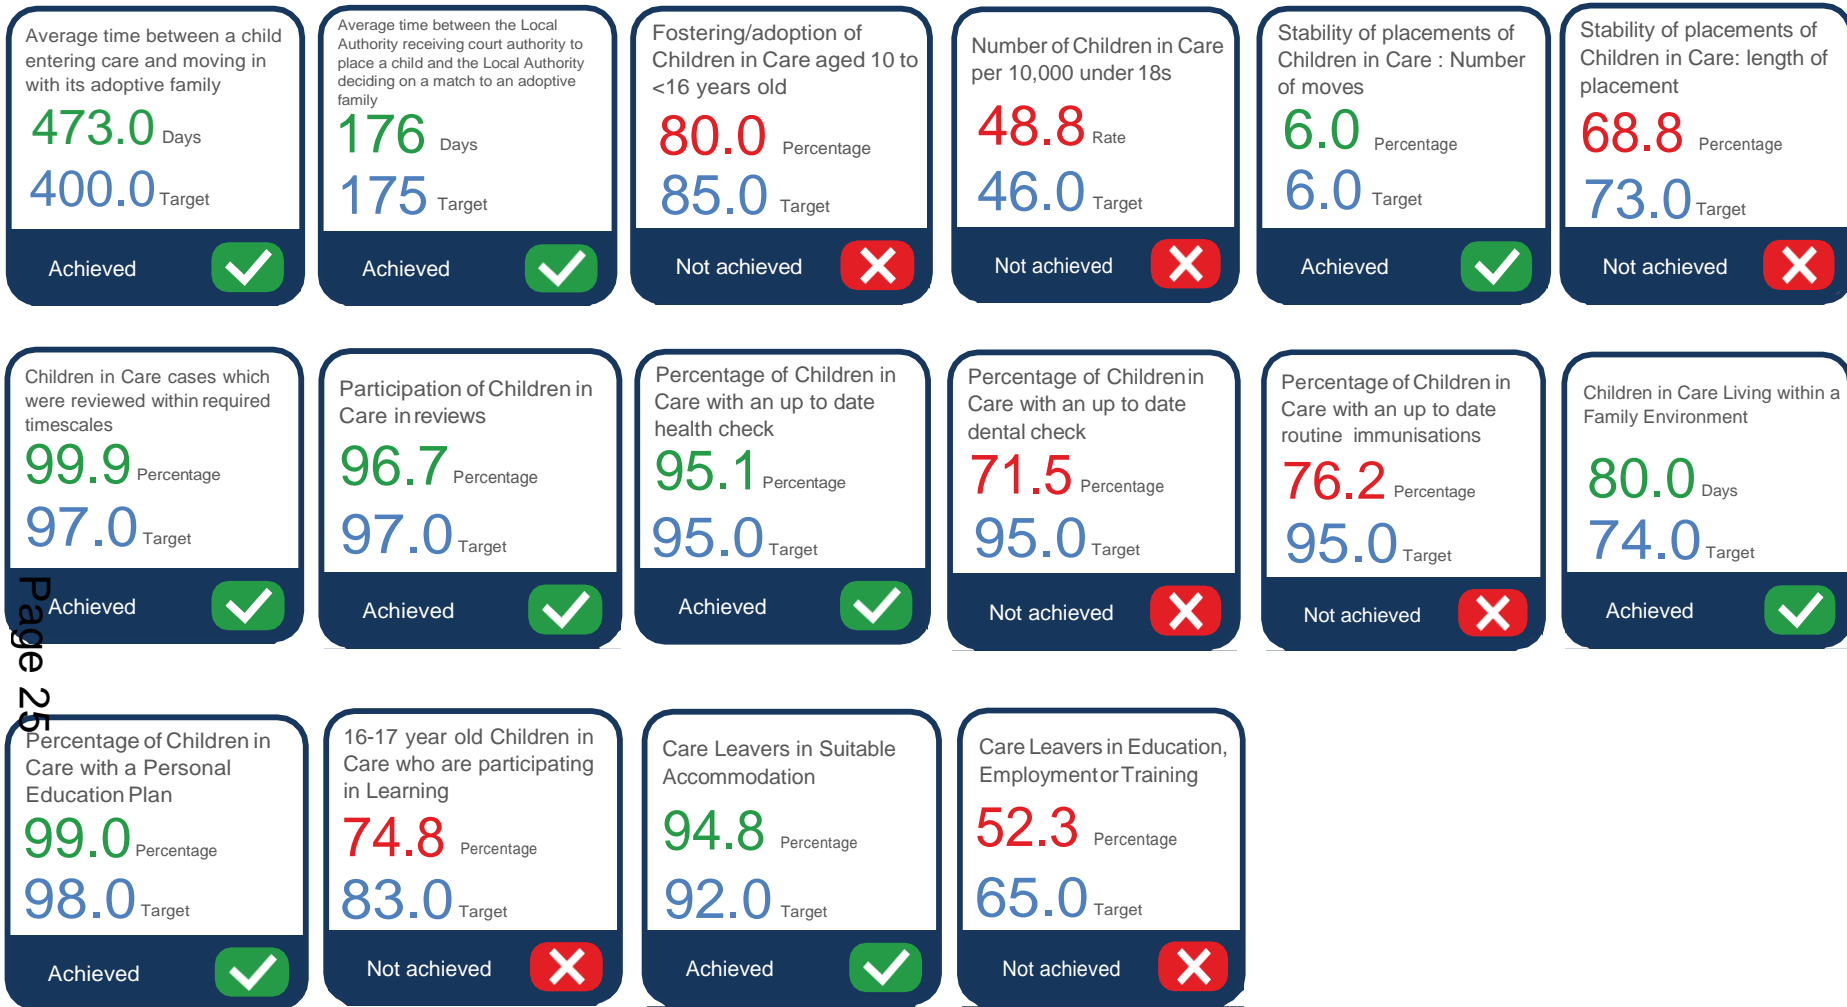 Average time between a child
entering care and moving in
with its adoptive family
473.0 Days
400.0 Target
Achieved
Average time between the Local
Authority receiving court authority to
place a child and the Local Authority
deciding on a match to an adoptive
family
176 Days
175 Target
Achieved
Fostering/adoption of
Children in Care aged 10 to
<16 years old
80.0 Percentage
85.0 Target
Not achieved
Number of Children in Care
per 10,000 under 18s
48.8 Rate
46.0 Target
Not achieved
Stability of placements of
Children in Care : Number
of moves
6.0 Percentage
6.0 Target
Achieved
Stability of placements of
Children in Care: length of
placement
68.8 Percentage
73.0 Target
Not achieved
Children in Care cases which
were reviewed within required
timescales
99.9 Percentage
97.0 Target
Achieved
Participation of Children in
Care in reviews
96.7 Percentage
97.0 Target
Achieved
Percentage of Children in
Care with an up to date
health check
95.1 Percentage
95.0 Target
Achieved
Percentage of Children in
Care with an up to date
dental check
71.5 Percentage
95.0 Target
Not achieved
Percentage of Children in
Care with an up to date
routine immunisations
76.2 Percentage
95.0 Target
Not achieved
Children in Care Living within a
Family Environment
80.0 Days
74.0 Target
Achieved
Page 25
Percentage of Children in
Care with a Personal
Education Plan
99.0 Percentage
98.0 Target
Achieved
16-17 year old Children in
Care who are participating
in Learning
74.8 Percentage
83.0 Target
Not achieved
Care Leavers in Suitable
Accommodation
94.8 Percentage
92.0 Target
Achieved
Care Leavers in Education,
Employment or Training
52.3 Percentage
65.0 Target
Not achieved